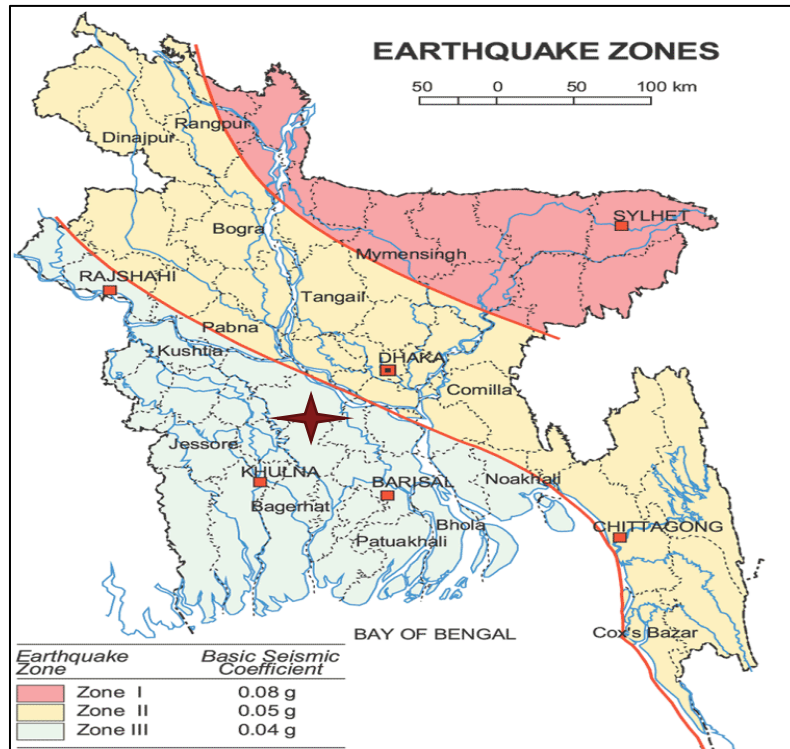 EARTHQUAKE ZONES
50 0 50 100 km
Rangpur
Dinajpur
SYLHET
Bogra
Mymensingh
RAJSHAHI
Tangail
Pabna
Kushtia
DHAKA
Comilla
Jessore
KHULNA
BARISAL
Noakhali
Bagerhat
Bhola
CHITTAGONG
Patuakhali
BAY OF BENGAL
Cox's Bazar
Earthquake Zone Basic Seismic Coefficient
Zone I 0.08 g
Zone II 0.05 g
Zone III 0.04 g